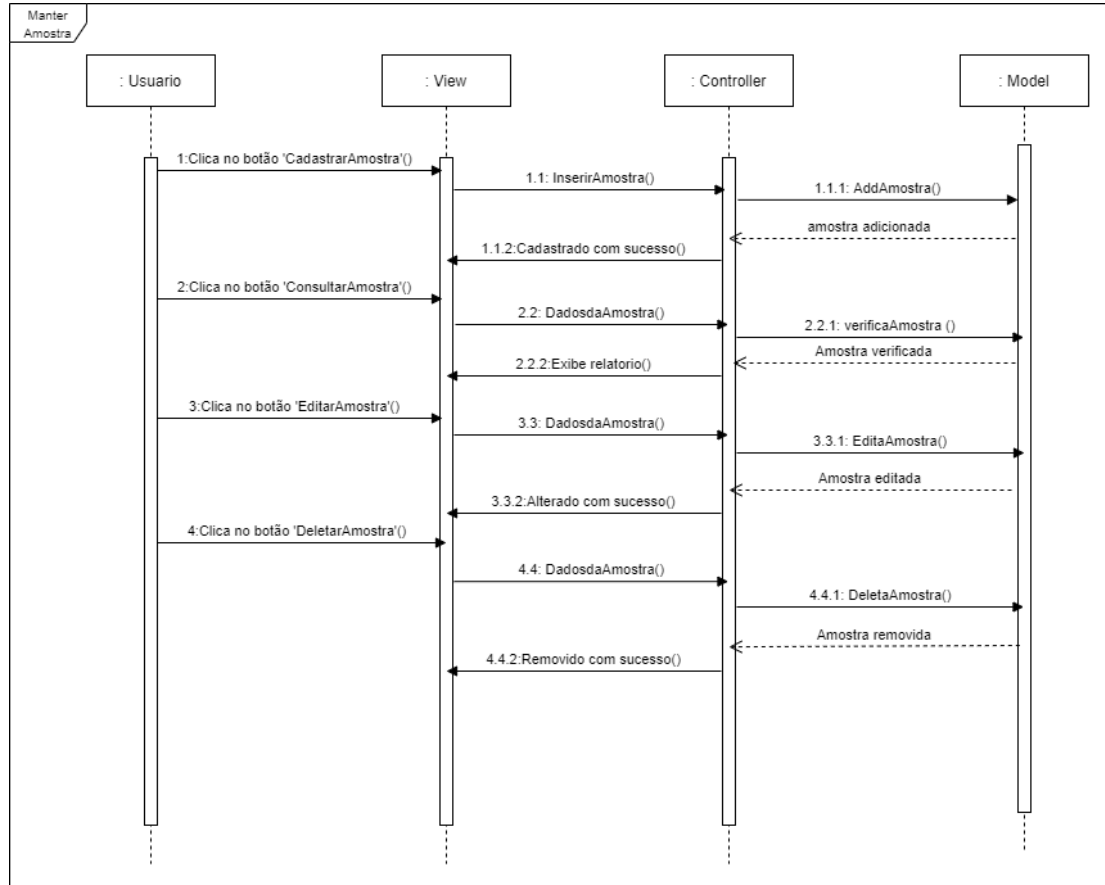 Manter
Amostra
: Usuario
: View
: Controller
: Model
1:Clica no botão 'CadastrarAmostra'()
1.1: InserirAmostra()
1.1.1: AddAmostra()
amostra adicionada
1.1.2:Cadastrado com sucesso()
2:Clica no botão 'ConsultarAmostra'()
2.2: DadosdaAmostra()
2.2.1: verificaAmostra ()
Amostra verificada
2.2.2:Exibe relatorio()
3:Clica no botão 'EditarAmostra'()
3.3: DadosdaAmostra()
3.3.1: EditaAmostra()
Amostra editada
3.3.2:Alterado com sucesso()
4:Clica no botão 'DeletarAmostra'()
4.4: DadosdaAmostra()
4.4.1: DeletaAmostra()
Amostra removida
4.4.2:Removido com sucesso()